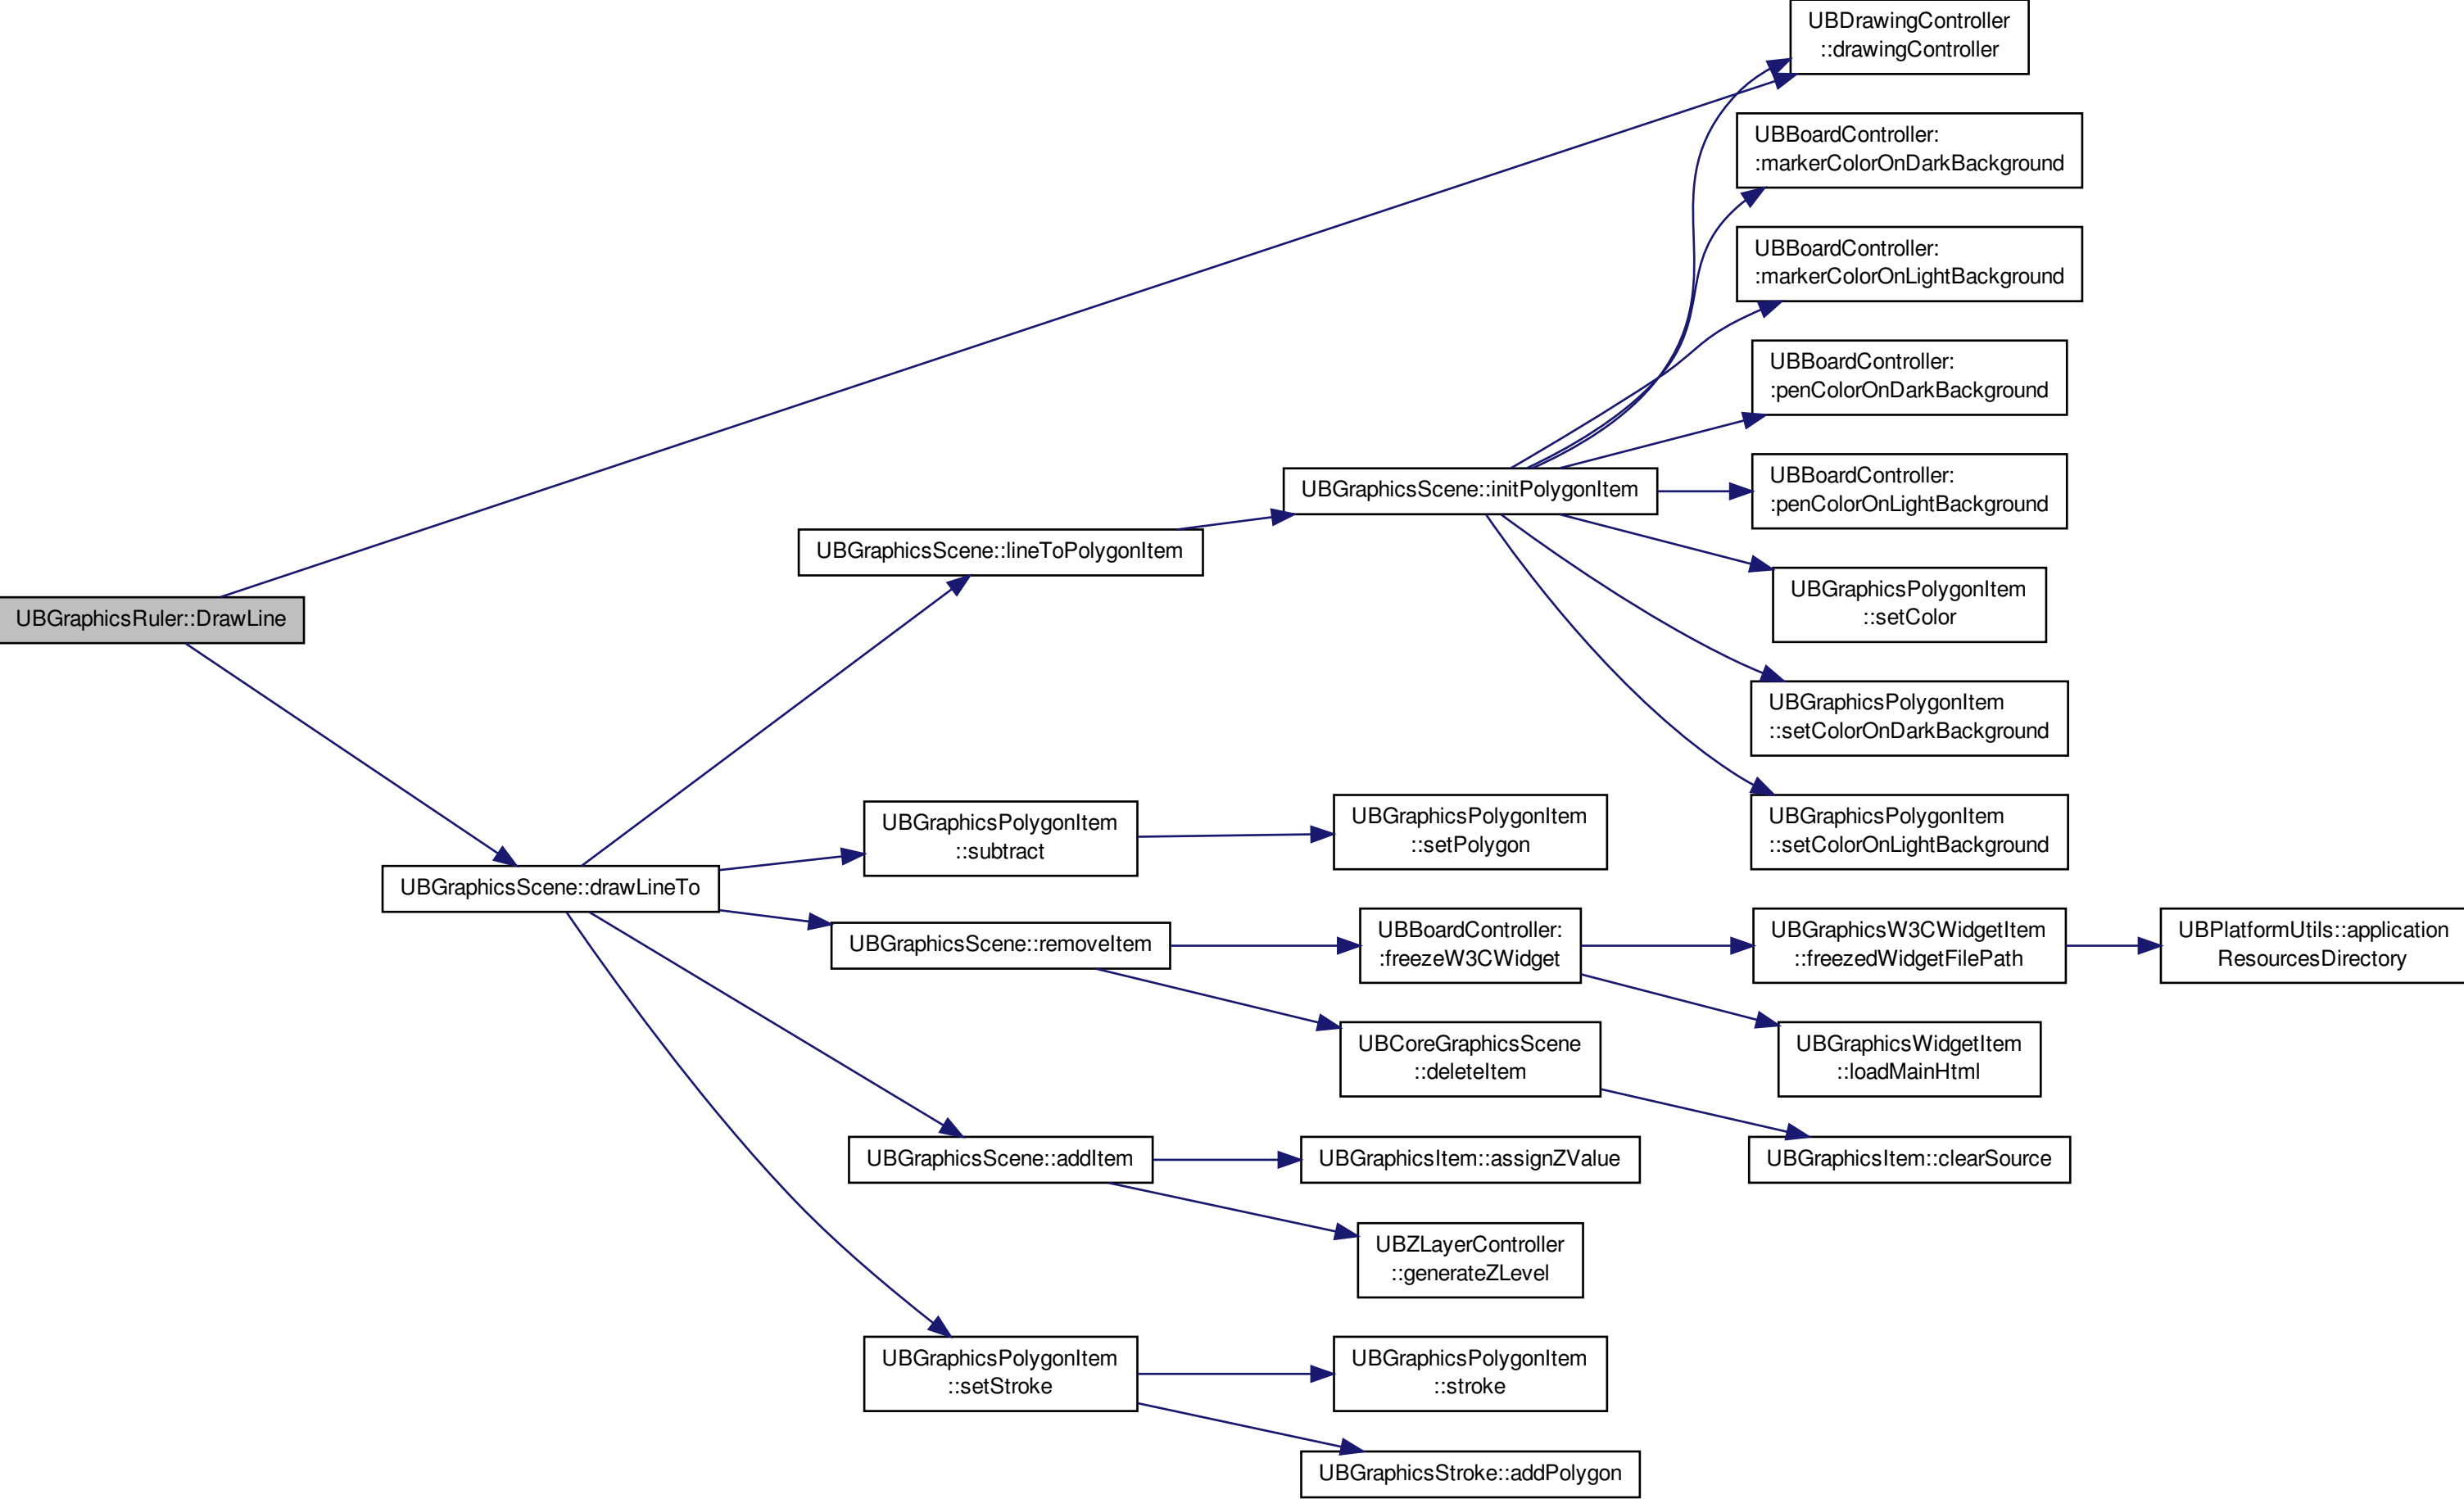 UBDrawingController
::drawingController
UBBoardController:
:markerColorOnDarkBackground
UBBoardController:
:markerColorOnLightBackground
UBBoardController:
:penColorOnDarkBackground
UBGraphicsScene::initPolygonItem
UBBoardController:
:penColorOnLightBackground
UBGraphicsScene::lineToPolygonItem
UBGraphicsPolygonItem
::setColor
UBGraphicsRuler::DrawLine
UBGraphicsPolygonItem
::setColorOnDarkBackground
UBGraphicsPolygonItem
::subtract
UBGraphicsPolygonItem
::setPolygon
UBGraphicsPolygonItem
::setColorOnLightBackground
UBGraphicsScene::drawLineTo
UBGraphicsScene::removeItem
UBBoardController:
:freezeW3CWidget
UBGraphicsW3CWidgetItem
::freezedWidgetFilePath
UBPlatformUtils::application
ResourcesDirectory
UBCoreGraphicsScene
::deleteItem
UBGraphicsWidgetItem
::loadMainHtml
UBGraphicsScene::addItem
UBGraphicsItem::assignZValue
UBGraphicsItem::clearSource
UBZLayerController
::generateZLevel
UBGraphicsPolygonItem
::setStroke
UBGraphicsPolygonItem
::stroke
UBGraphicsStroke::addPolygon